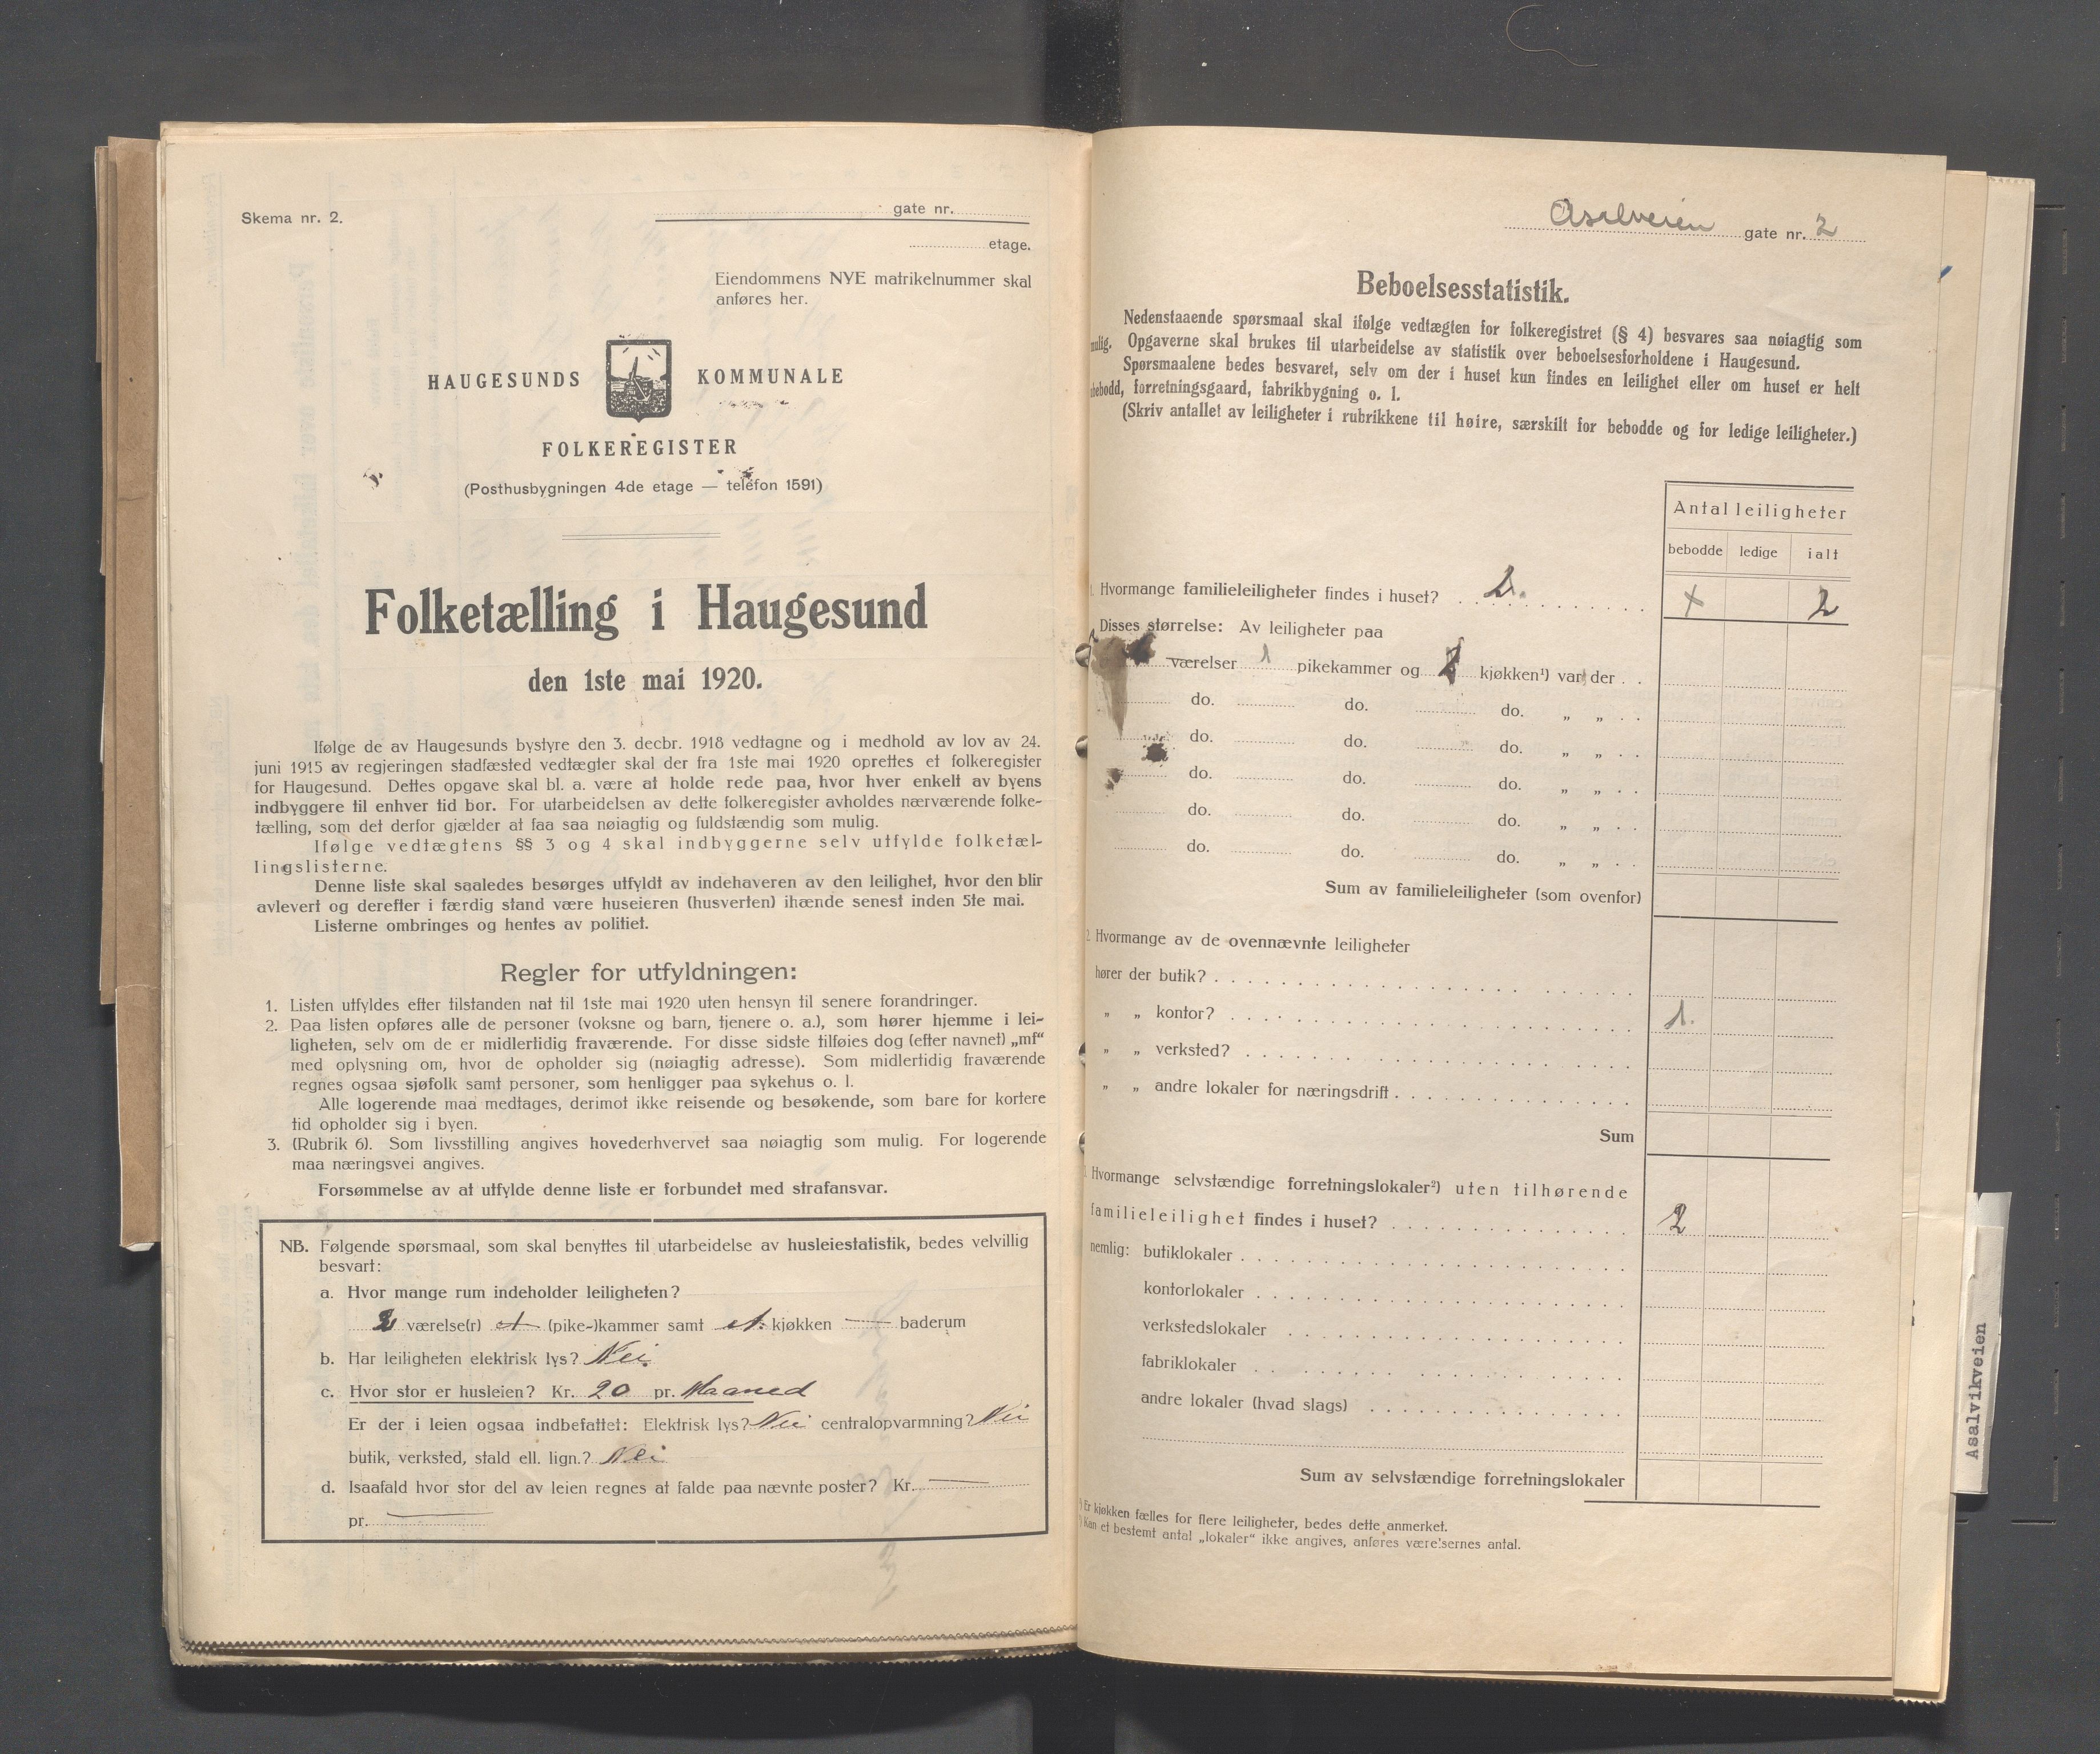 Skema nr. 2.
gate nr.
etage.
Eiendommens NYE matrikelnummer skal
anføres her.
HAUGESUNDS KOMMUNALE
FOLKEREGISTER
(Posthusbygningen 4de etage — telefon 1591)
Folketælling i Haugesund
den 1ste mai 1920.
Ifølge de av Haugesunds bystyre den 3. decbr. 1918 vedtagne og i medhold av lov av 24.
juni 1915 av regjeringen stadfæsted vedtægter skal der fra 1ste mai 1920 oprettes et folkeregister
for Haugesund. Dettes opgave skal bl. a. være at holde rede paa, hvor hver enkelt av byens
indbyggere til enhver tid bor. For utarbeidelsen av dette folkeregister avholdes nærværende folke-
tælling, som det derfor gjælder at faa saa nøiagtig og fuldstændig som mulig.
Ifølge vedtægtens §§ 3 og 4 skal indbyggerne selv utfylde folketæl-
lingslisterne.
Denne liste skal saaledes besørges utfyldt av indehaveren av den leilighet, hvor den blir
avlevert og derefter i færdig stand være huseieren (husverten) ihænde senest inden 5te mai.
Listerne ombringes og hentes av politiet.
Regler for utfyldningen:
1. Listen utfyldes efter tilstanden nat til 1ste mai 1920 uten hensyn til senere forandringer.
2. Paa listen opføres alle de personer (voksne og barn, tjenere o. a.), som hører hjemme i lei-
ligheten, selv om de er midlertidig fraværende. For disse sidste tilføies dog (efter navnet) „mf“
med oplysning om, hvor de opholder sig (nøiagtig adresse). Som midlertidig fraværende
regnes ogsaa sjøfolk samt personer, som henligger paa sykehus o. l.
Alle logerende maa medtages, derimot ikke reisende og besøkende, som bare for kortere
tid opholder sig i byen.
3. (Rubrik 6). Som livsstilling angives hovederhvervet saa nøiagtig som mulig. For logerende
maa næringsvei angives.
Forsømmelse av at utfylde denne liste er forbundet med strafansvar.
NB. Følgende spørsmaal, som skal benyttes til utarbeidelse av husleiestatistik, bedes velvillig
besvart:
a. Hvor mange rum indeholder leiligheten?
2 værelse(r) et (pike-)kammer samt et kjøkken — baderum
b. Har leiligheten elektrisk lys? Nei
c. Hvor stor er husleien? Kr. 20 pr. Maaned
Er der i leien ogsaa indbefattet: Elektrisk lys? Nei centralopvarmning? Nei
butik, verksted, stald ell. lign.? Nei
d. Isaafald hvor stor del av leien regnes at falde paa nævnte poster? Kr. —
pr. —
Asalveien gate nr. 2
Beboelsesstatistik.
Nedenstaaende spørsmaal skal ifølge vedtægten for folkeregistret (§ 4) besvares saa nøiagtig som
mulig. Opgaverne skal brukes til utarbeidelse av statistik over beboelsesforholdene i Haugesund.
Spørsmaalene bedes besvaret, selv om der i huset kun findes en leilighet eller om huset er helt
ubebodd, forretningsgaard, fabrikbygning o. l.
(Skriv antallet av leiligheter i rubrikkene til høire, særskilt for bebodde og for ledige leiligheter.)
Antal leiligheter
bebodde ledige ialt
1. Hvormange familieleiligheter findes i huset? 2. x 2
Disses størrelse: Av leiligheter paa
værelser 1 pikekammer og kjøkken¹) var der
do. do. do. „ „
do. do. do. „ „
do. do. do. „ „
do. do. do. „ „
do. do. do. „ „
Sum av familieleiligheter (som ovenfor)
2. Hvormange av de ovennævnte leiligheter
hører der butik?
„ „ kontor? 1.
„ „ verksted?
„ „ andre lokaler for næringsdrift
Sum
Hvormange selvstændige forretningslokaler²) uten tilhørende
familieleilighet findes i huset? 2
nemlig: butiklokaler
kontorlokaler
verkstedslokaler
fabriklokaler
andre lokaler (hvad slags)
Sum av selvstændige forretningslokaler
¹) Er kjøkken fælles for flere leiligheter, bedes dette anmerket.
²) Kan et bestemt antal „lokaler“ ikke angives, anføres værelsernes antal.
Asalvikveien